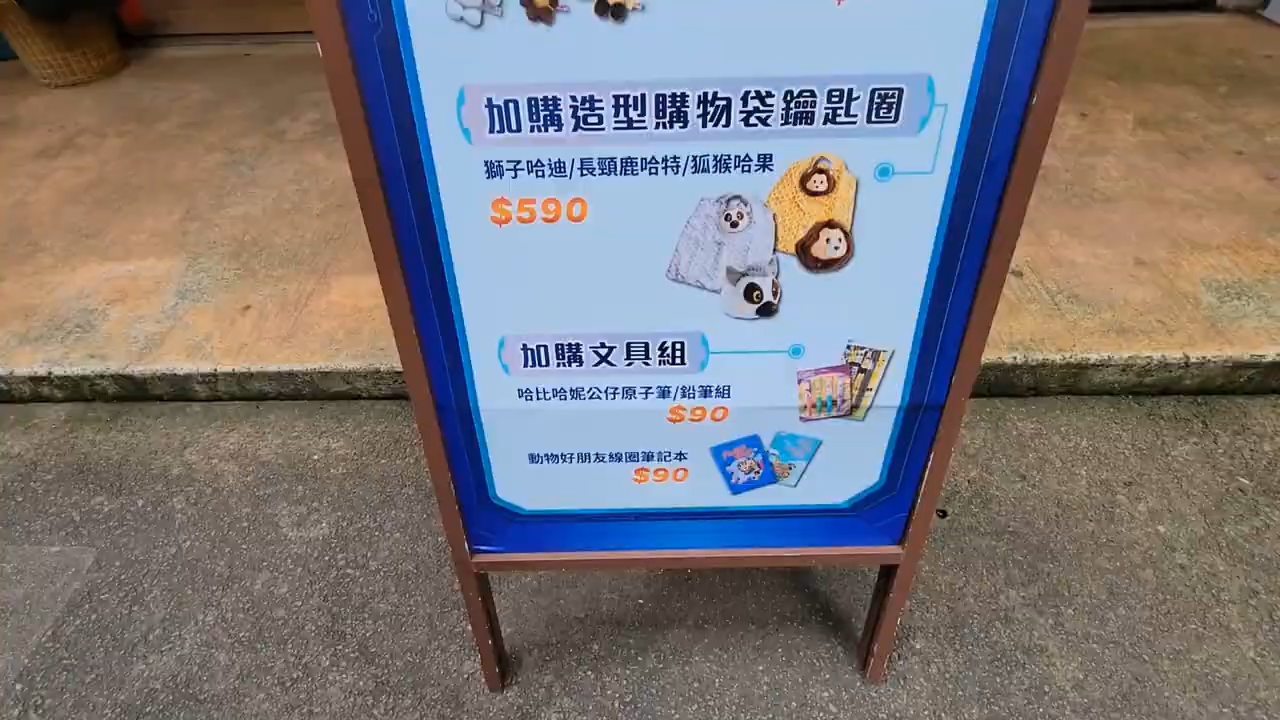 加購造型購物袋鑰匙圈
獅子哈迪/長頸鹿哈特/狐猴哈果
$590
加購文具組
哈比哈妮公仔原子筆/鉛筆組
$90
動物好朋友線圈筆記本
$90